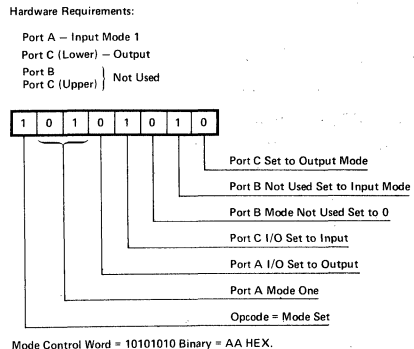 Hardware Requirements:
Port A – Input Mode 1
Port C (Lower) – Output
Port B
Port C (Upper) } Not Used
1 0 1 0 1 0 1 0
Port C Set to Output Mode
Port B Not Used Set to Input Mode
Port B Mode Not Used Set to 0
Port C I/O Set to Input
Port A I/O Set to Output
Port A Mode One
Opcode = Mode Set
Mode Control Word = 10101010 Binary = AA HEX.